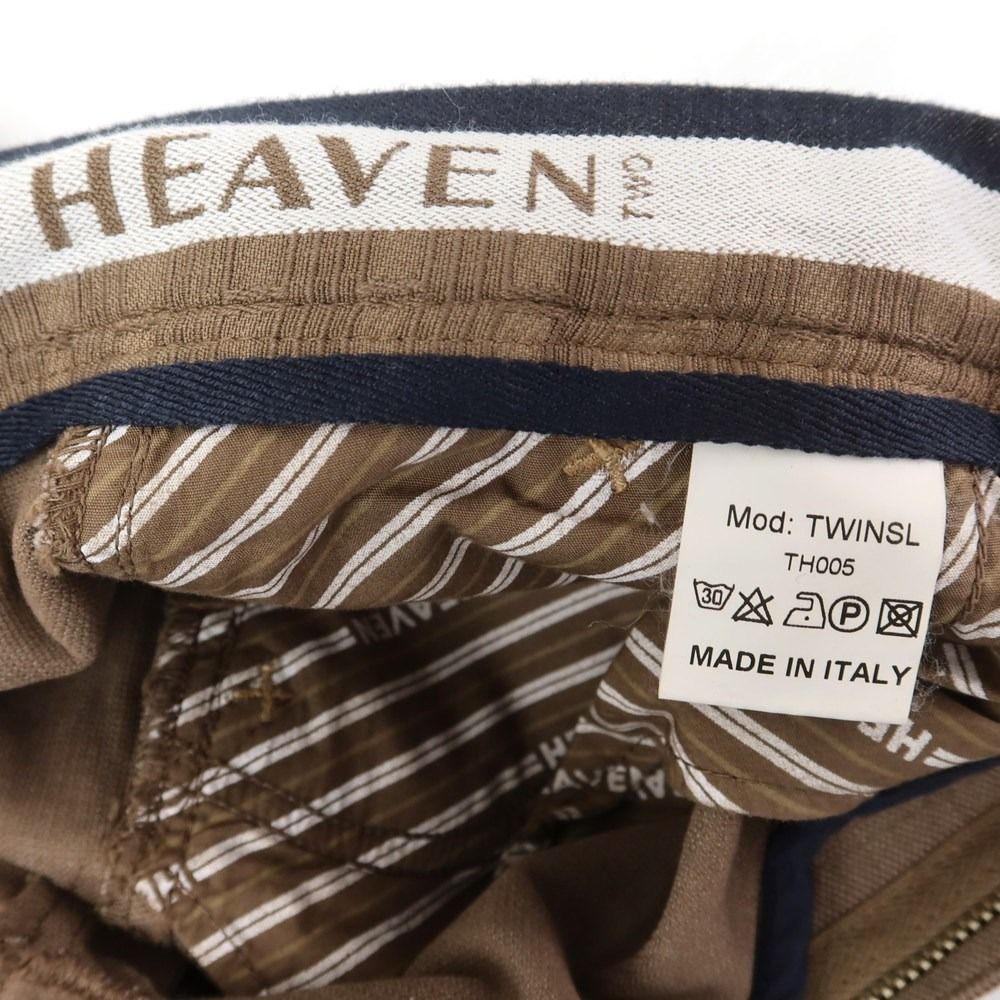 HEAVEN TWO
Mod: TWINSL
TH005
30 P
MADE IN ITALY
HEAVEN
HEAVEN